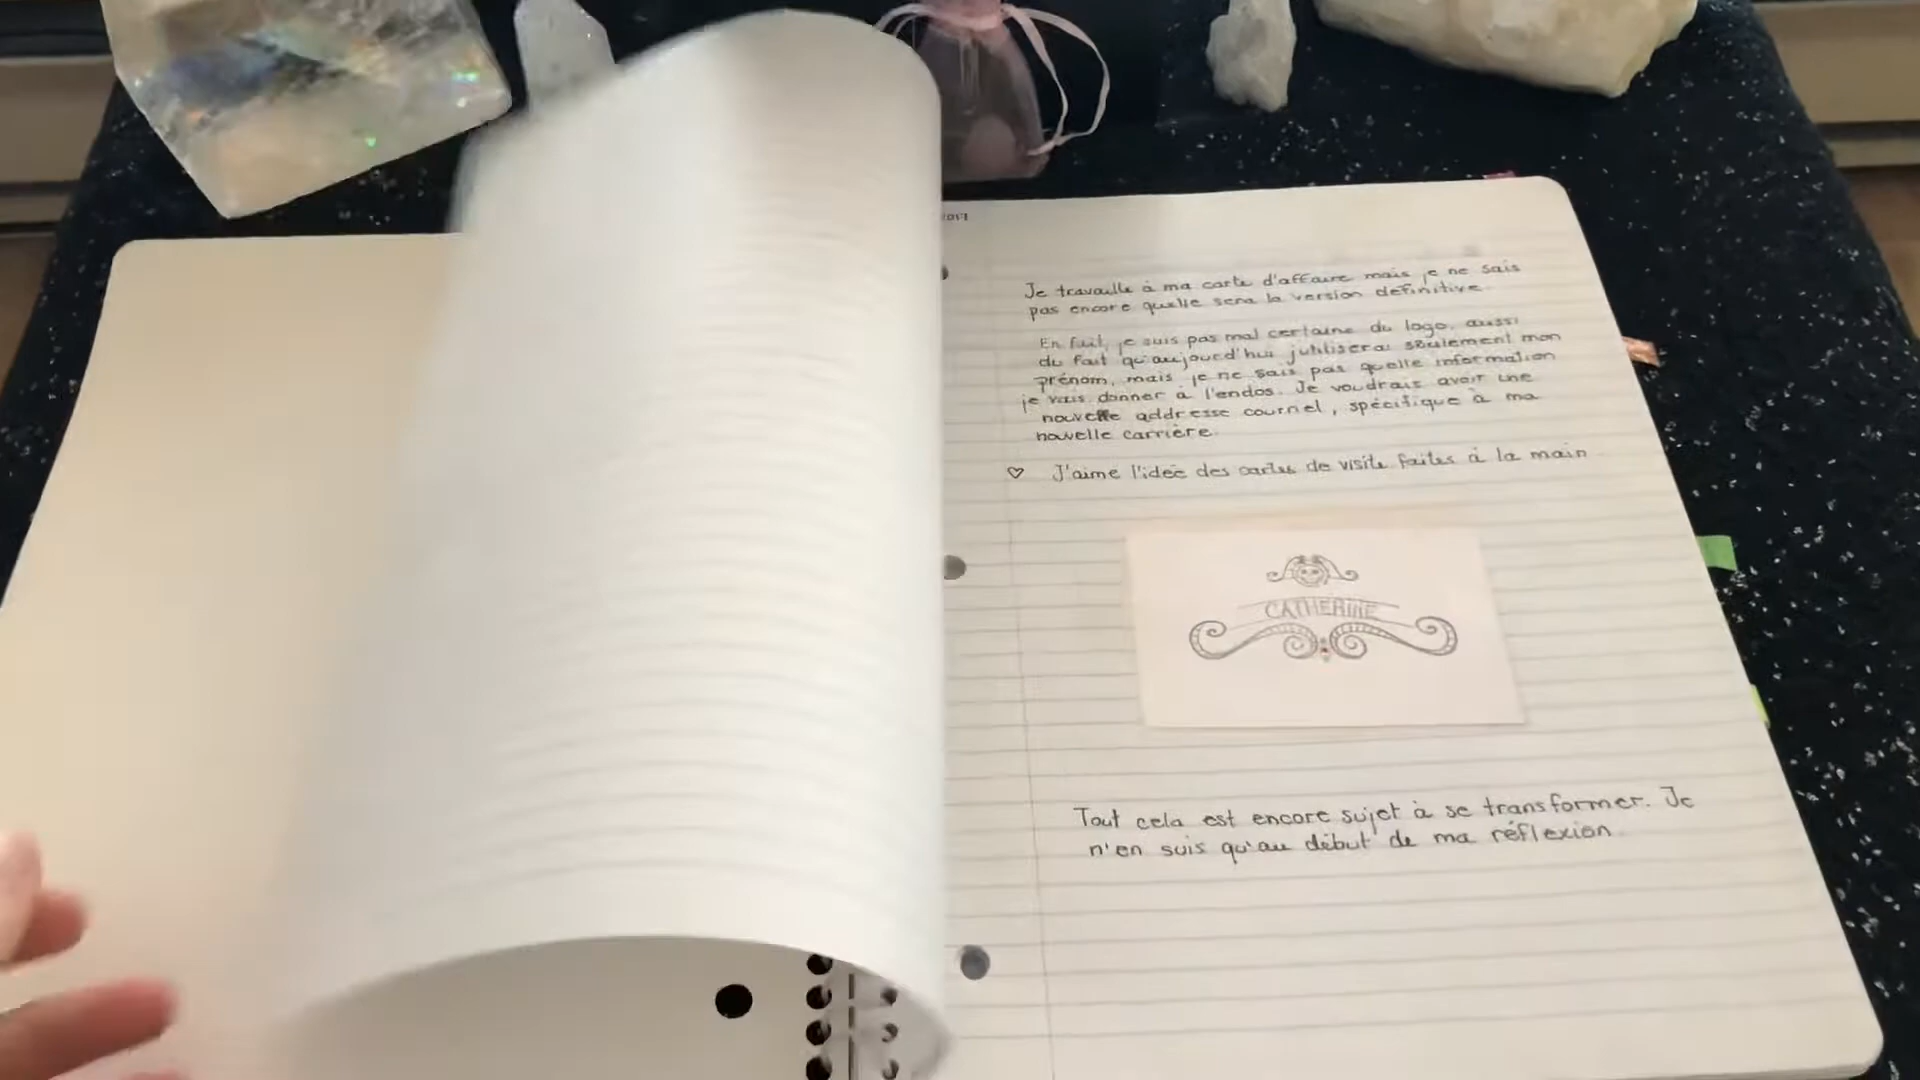 2017
Je travaille à ma carte d'affaire mais je ne sais
pas encore quelle sera la version définitive.
En fait, je suis pas mal certaine du logo, aussi
du fait qu'aujourd'hui j'utiliserai seulement mon
prénom, mais je ne sais pas quelle information
je vais donner à l'endos. Je voudrais avoir une
nouvelle addresse courriel, spécifique à ma
nouvelle carrière.
♡ J'aime l'idée des cartes de visite faites à la main
CATHERINE
Tout cela est encore sujet à se transformer. Je
n'en suis qu'au début de ma réflexion.